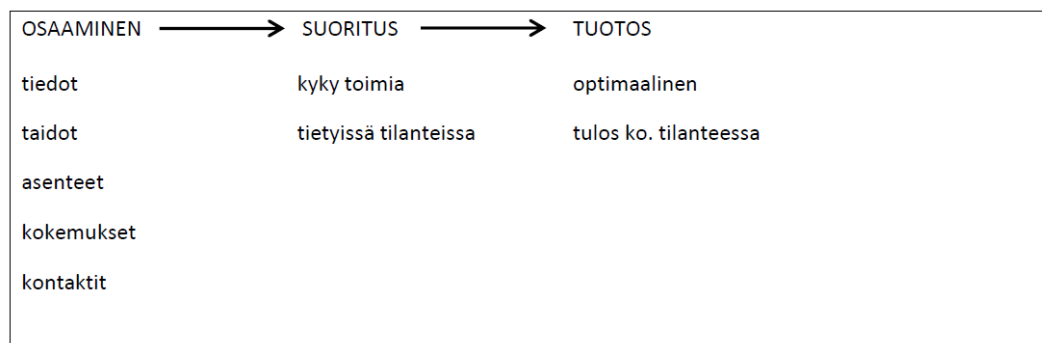 OSAAMINEN SUORITUS TUOTOS
tiedot kyky toimia optimaalinen
taidot tietyissä tilanteissa tulos ko. tilanteessa
asenteet
kokemukset
kontaktit